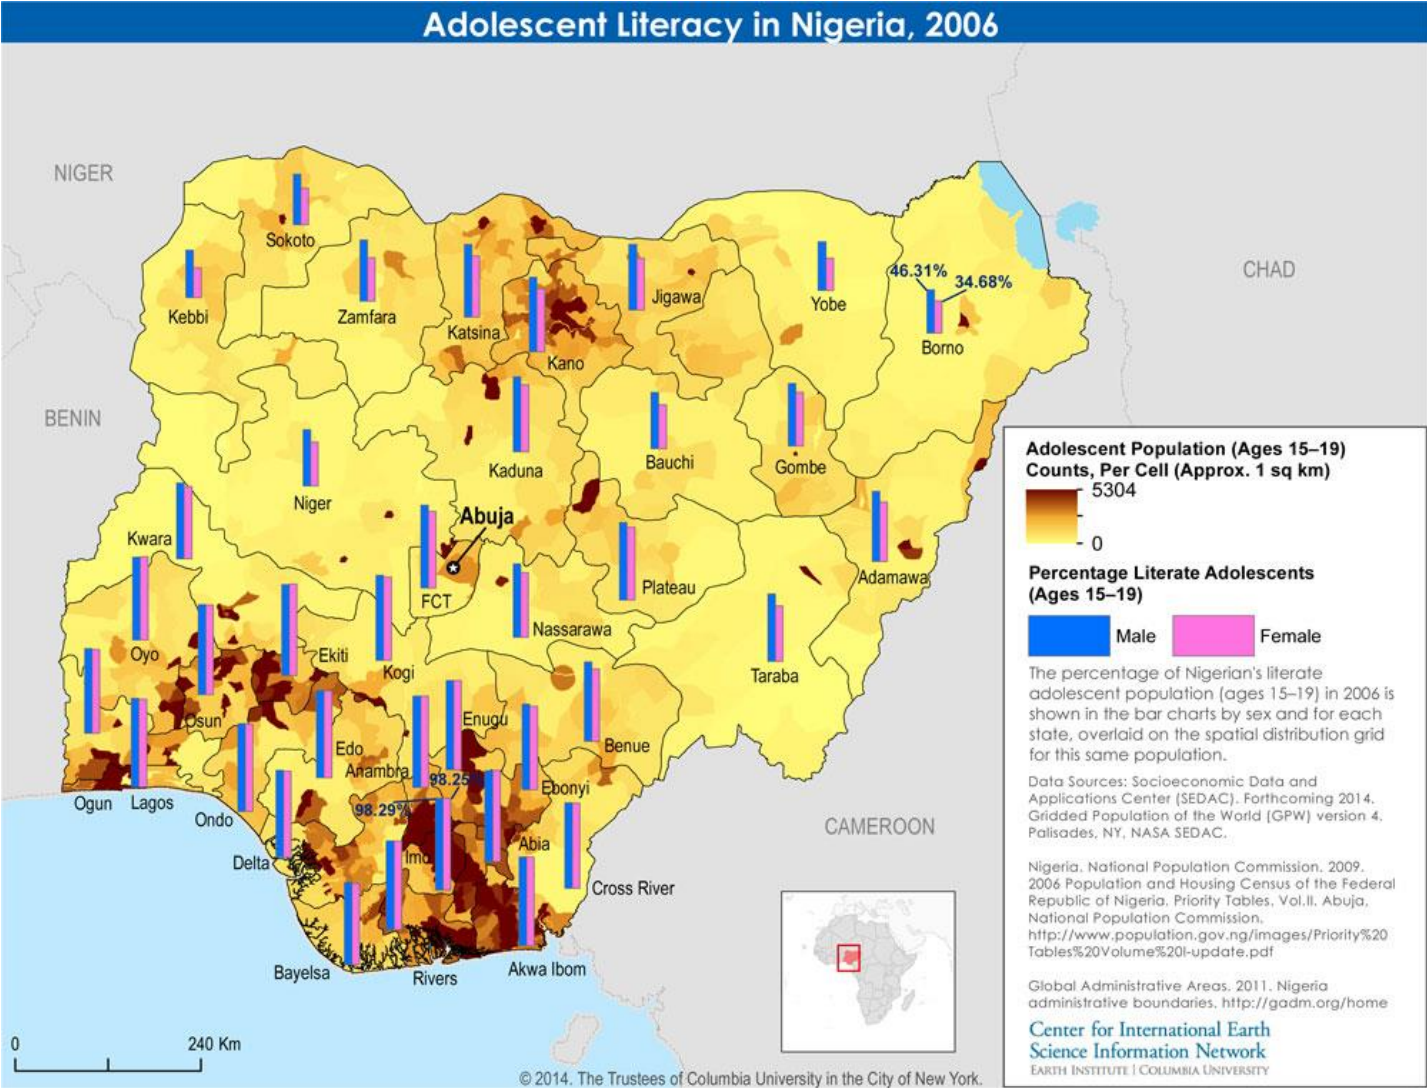 Adolescent Literacy in Nigeria, 2006
NIGER
CHAD
BENIN
CAMEROON
Sokoto
Kebbi
Zamfara
Katsina
Kano
Jigawa
Yobe
46.31%
34.68%
Borno
Niger
Kaduna
Bauchi
Gombe
Kwara
Abuja
FCT
Plateau
Adamawa
Nassarawa
Oyo
Ekiti
Kogi
Taraba
Osun
Edo
Enugu
Benue
Anambra
98.25
98.29%
Ebonyi
Ogun
Lagos
Ondo
Imo
Abia
Delta
Cross River
Bayelsa
Rivers
Akwa Ibom
0
240 Km
© 2014. The Trustees of Columbia University in the City of New York.
Adolescent Population (Ages 15–19)
Counts, Per Cell (Approx. 1 sq km)
5304
0
Percentage Literate Adolescents
(Ages 15–19)
Male
Female
The percentage of Nigerian's literate
adolescent population (ages 15–19) in 2006 is
shown in the bar charts by sex and for each
state, overlaid on the spatial distribution grid
for this same population.
Data Sources: Socioeconomic Data and
Applications Center (SEDAC). Forthcoming 2014.
Gridded Population of the World (GPW) version 4.
Palisades, NY, NASA SEDAC.
Nigeria. National Population Commission. 2009.
2006 Population and Housing Census of the Federal
Republic of Nigeria. Priority Tables, Vol.II. Abuja,
National Population Commission.
http://www.population.gov.ng/images/Priority%20
Tables%20Volume%20I-update.pdf
Global Administrative Areas. 2011. Nigeria
administrative boundaries. http://gadm.org/home
Center for International Earth
Science Information Network
EARTH INSTITUTE | COLUMBIA UNIVERSITY